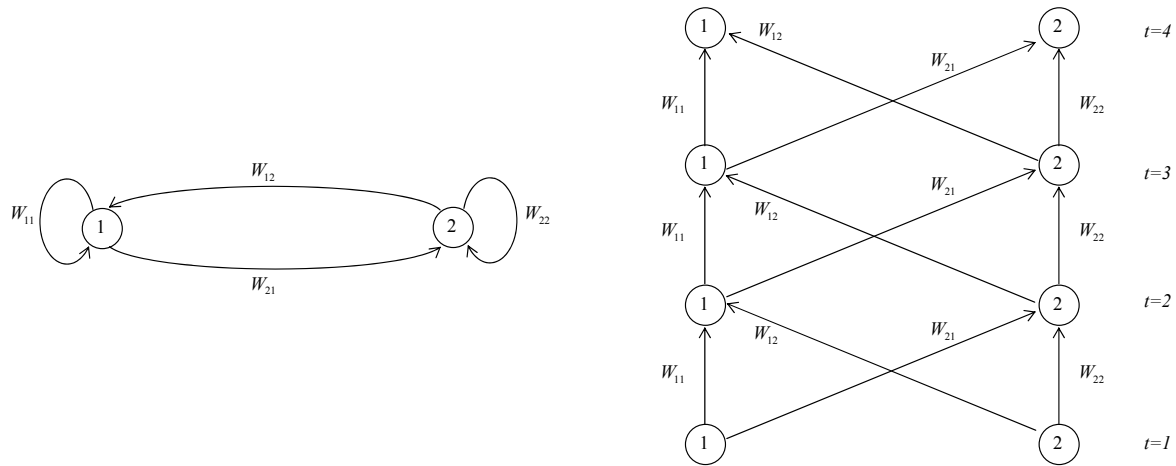 W₁₂
W₁₁ 1 2 W₂₂
W₂₁
1 W₁₂ 2 t=4
W₂₁
W₁₁ W₂₂
1 2 t=3
W₂₁
W₁₂
W₁₁ W₂₂
1 2 t=2
W₁₂ W₂₁
W₁₁ W₂₂
1 2 t=1